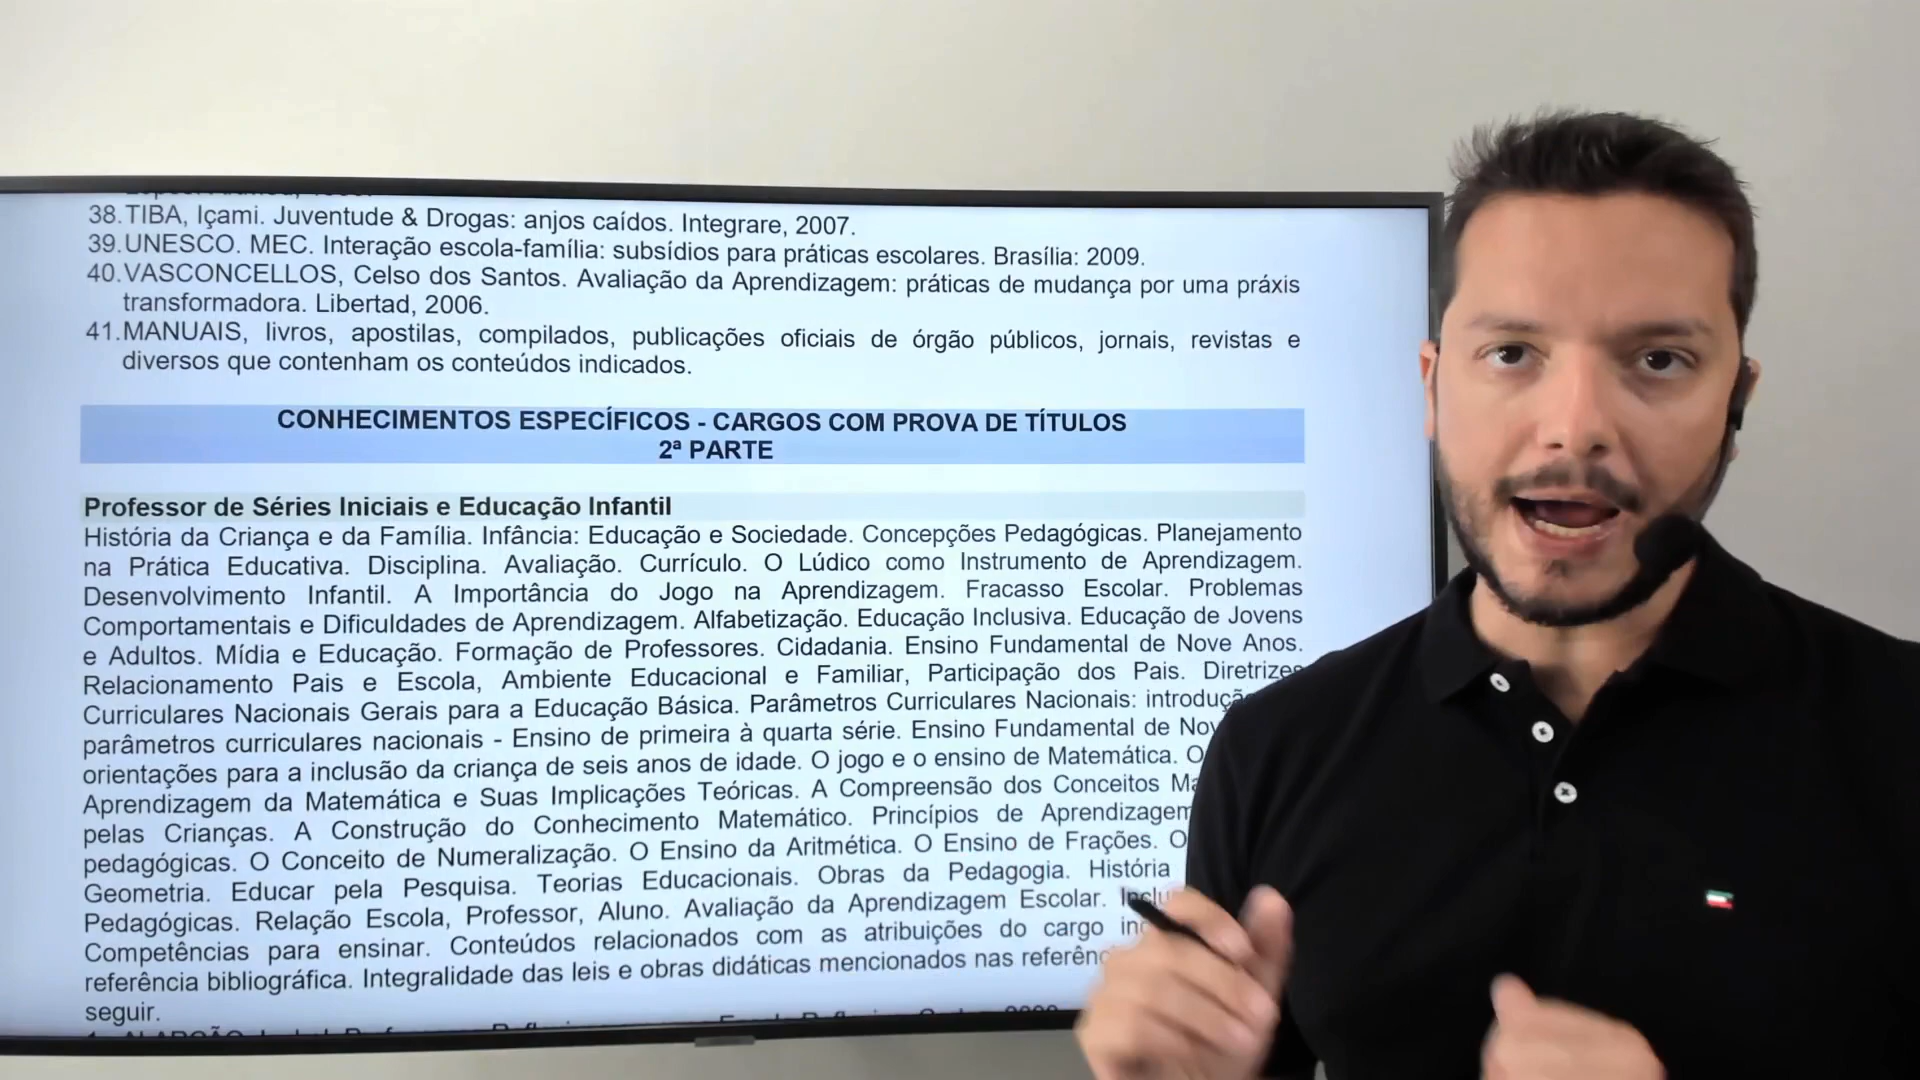 38. TIBA, Içami. Juventude & Drogas: anjos caídos. Integrare, 2007.
39. UNESCO. MEC. Interação escola-família: subsídios para práticas escolares. Brasília: 2009.
40. VASCONCELLOS, Celso dos Santos. Avaliação da Aprendizagem: práticas de mudança por uma práxis
transformadora. Libertad, 2006.
41. MANUAIS, livros, apostilas, compilados, publicações oficiais de órgão públicos, jornais, revistas e
diversos que contenham os conteúdos indicados.
CONHECIMENTOS ESPECÍFICOS - CARGOS COM PROVA DE TÍTULOS
2ª PARTE
Professor de Séries Iniciais e Educação Infantil
História da Criança e da Família. Infância: Educação e Sociedade. Concepções Pedagógicas. Planejamento
na Prática Educativa. Disciplina. Avaliação. Currículo. O Lúdico como Instrumento de Aprendizagem.
Desenvolvimento Infantil. A Importância do Jogo na Aprendizagem. Fracasso Escolar. Problemas
Comportamentais e Dificuldades de Aprendizagem. Alfabetização. Educação Inclusiva. Educação de Jovens
e Adultos. Mídia e Educação. Formação de Professores. Cidadania. Ensino Fundamental de Nove Anos.
Relacionamento Pais e Escola, Ambiente Educacional e Familiar, Participação dos Pais. Diretrizes
Curriculares Nacionais Gerais para a Educação Básica. Parâmetros Curriculares Nacionais:
parâmetros curriculares nacionais - Ensino de primeira à quarta série. Ensino Fundamental de
orientações para a inclusão da criança de seis anos de idade. O jogo e o ensino de Matemática. O
Aprendizagem da Matemática e Suas Implicações Teóricas. A Compreensão dos Conceitos
pelas Crianças. A Construção do Conhecimento Matemático. Princípios de Aprendizagem
pedagógicas. O Conceito de Numeralização. O Ensino da Aritmética. O Ensino de Frações. O
Geometria. Educar pela Pesquisa. Teorias Educacionais. Obras da Pedagogia. História
Pedagógicas. Relação Escola, Professor, Aluno. Avaliação da Aprendizagem Escolar.
Competências para ensinar. Conteúdos relacionados com as atribuições do cargo
referência bibliográfica. Integralidade das leis e obras didáticas mencionados nas
seguir.